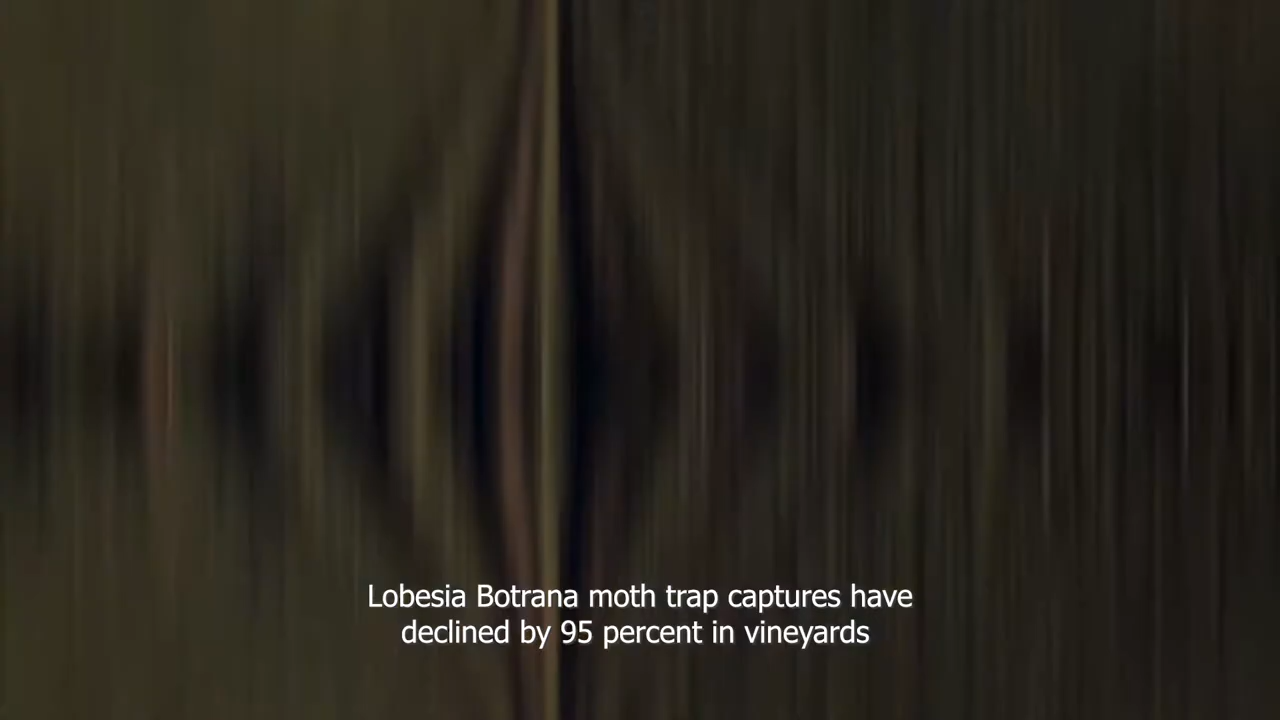 Lobesia Botrana moth trap captures have
declined by 95 percent in vineyards